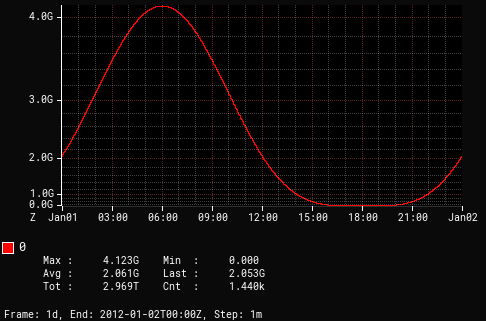 4.0G
3.0G
2.0G
1.0G
0.0G
Z Jan01 03:00 06:00 09:00 12:00 15:00 18:00 21:00 Jan02
0
Max : 4.123G Min : 0.000
Avg : 2.061G Last : 2.053G
Tot : 2.969T Cnt : 1.440k
Frame: 1d, End: 2012-01-02T00:00Z, Step: 1m